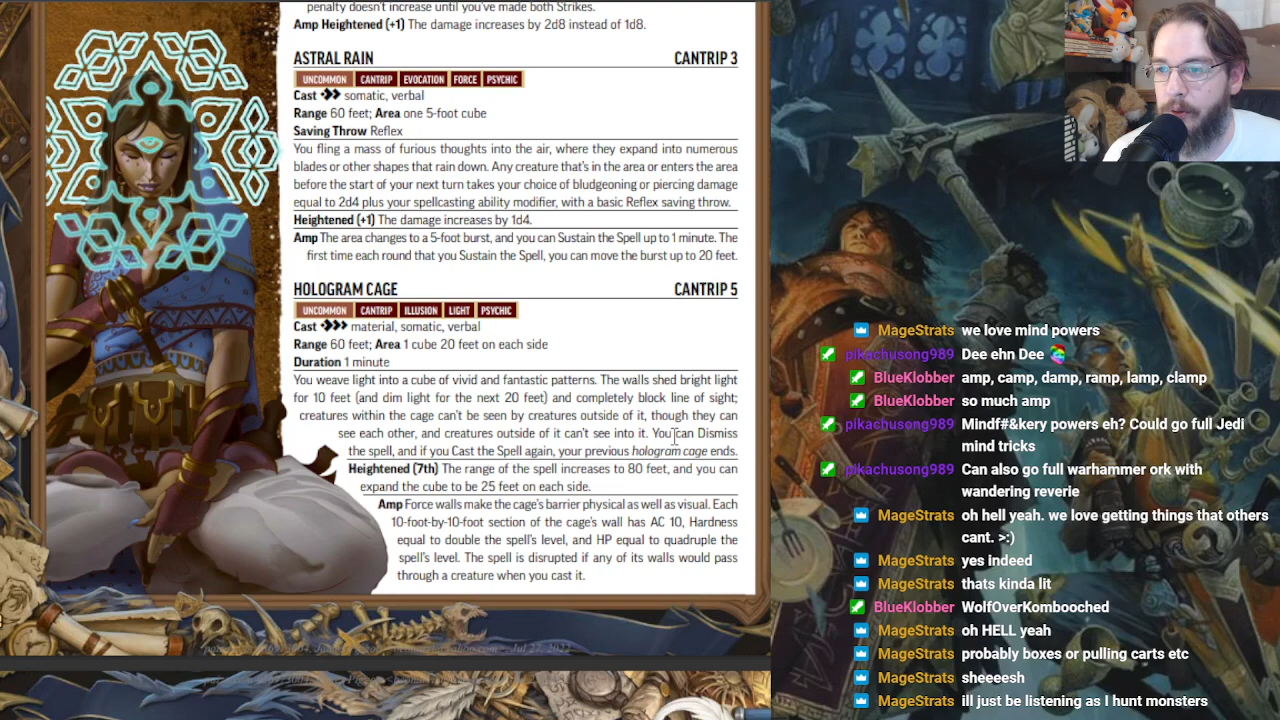 penalty doesn't increase until you've made both Strikes.
Amp Heightened (+1) The damage increases by 2d8 instead of 1d8.
ASTRAL RAIN CANTRIP 3
UNCOMMON CANTRIP EVOCATION FORCE PSYCHIC
Cast somatic, verbal
Range 60 feet; Area one 5-foot cube
Saving Throw Reflex
You fling a mass of furious thoughts into the air, where they expand into numerous
blades or other shapes that rain down. Any creature that's in the area or enters the area
before the start of your next turn takes your choice of bludgeoning or piercing damage
equal to 2d4 plus your spellcasting ability modifier, with a basic Reflex saving throw.
Heightened (+1) The damage increases by 1d4.
Amp The area changes to a 5-foot burst, and you can Sustain the Spell up to 1 minute. The
first time each round that you Sustain the Spell, you can move the burst up to 20 feet.
HOLOGRAM CAGE CANTRIP 5
UNCOMMON CANTRIP ILLUSION LIGHT PSYCHIC
Cast material, somatic, verbal
Range 60 feet; Area 1 cube 20 feet on each side
Duration 1 minute
You weave light into a cube of vivid and fantastic patterns. The walls shed bright light
for 10 feet (and dim light for the next 20 feet) and completely block line of sight;
creatures within the cage can't be seen by creatures outside of it, though they can
see each other, and creatures outside of it can't see into it. You can Dismiss
the spell, and if you Cast the Spell again, your previous hologram cage ends.
Heightened (7th) The range of the spell increases to 80 feet, and you can
expand the cube to be 25 feet on each side.
Amp Force walls make the cage's barrier physical as well as visual. Each
10-foot-by-10-foot section of the cage's wall has AC 10, Hardness
equal to double the spell's level, and HP equal to quadruple the
spell's level. The spell is disrupted if any of its walls would pass
through a creature when you cast it.
MageStrats we love mind powers
pikachusong989 Dee ehn Dee
BlueKlobber amp, camp, damp, ramp, lamp, clamp
BlueKlobber so much amp
pikachusong989 Mindf#&kery powers eh? Could go full Jedi
mind tricks
pikachusong989 Can also go full warhammer ork with
wandering reverie
MageStrats oh hell yeah. we love getting things that others
cant. >:)
MageStrats yes indeed
MageStrats thats kinda lit
BlueKlobber WolfOverKombooched
MageStrats oh HELL yeah
MageStrats probably boxes or pulling carts etc
MageStrats sheeeesh
MageStrats ill just be listening as I hunt monsters